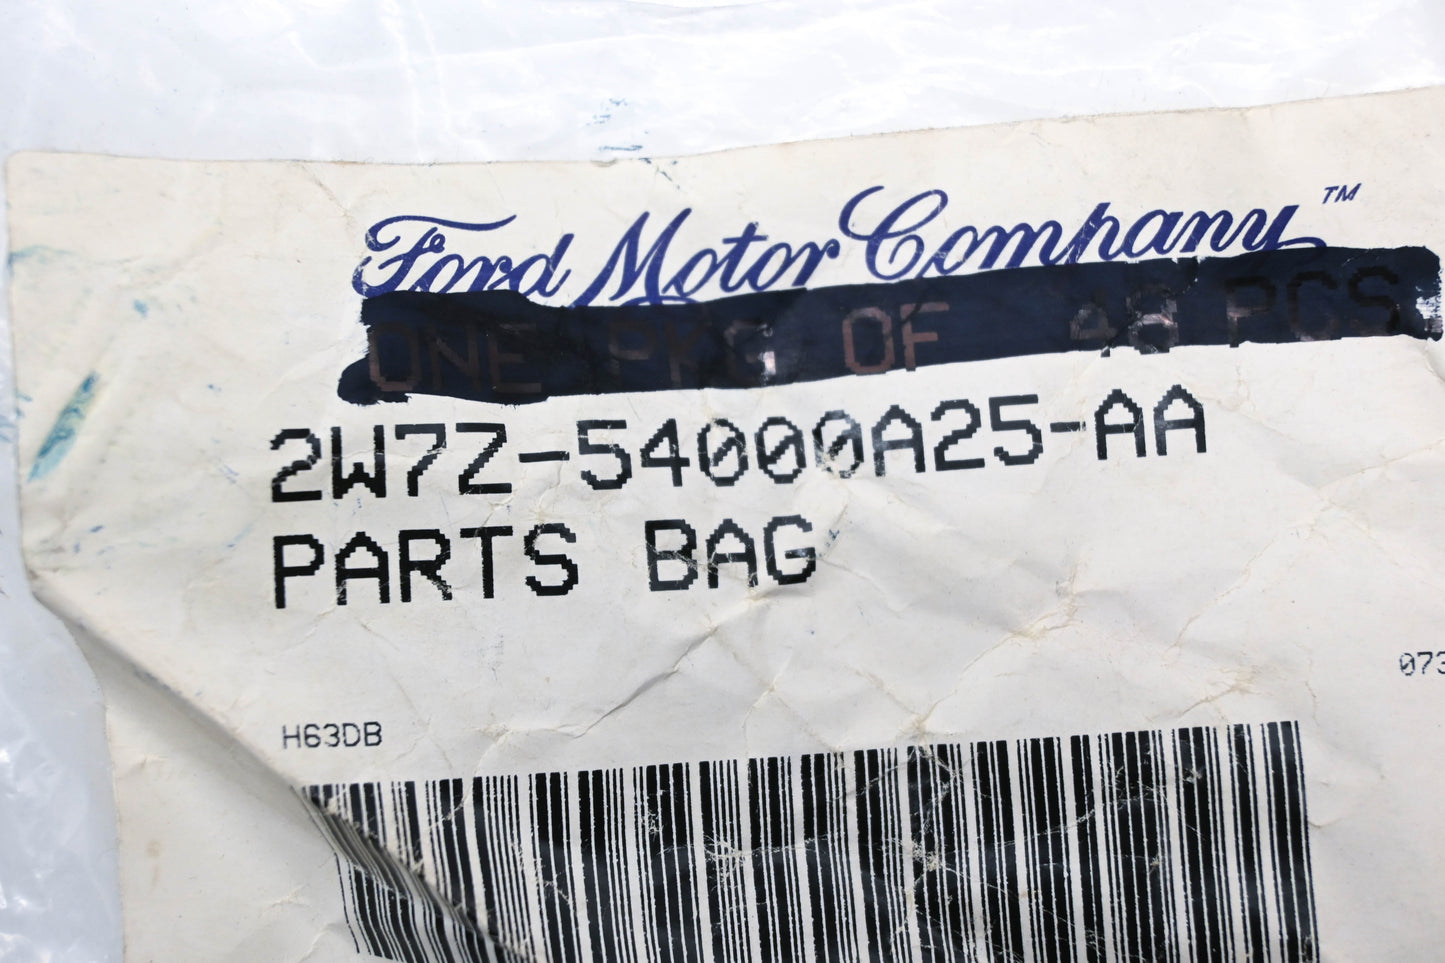 Ford Motor Company™
ONE PKG OF 48 PCS
2W7Z-54000A25-AA
PARTS BAG
073
H63DB